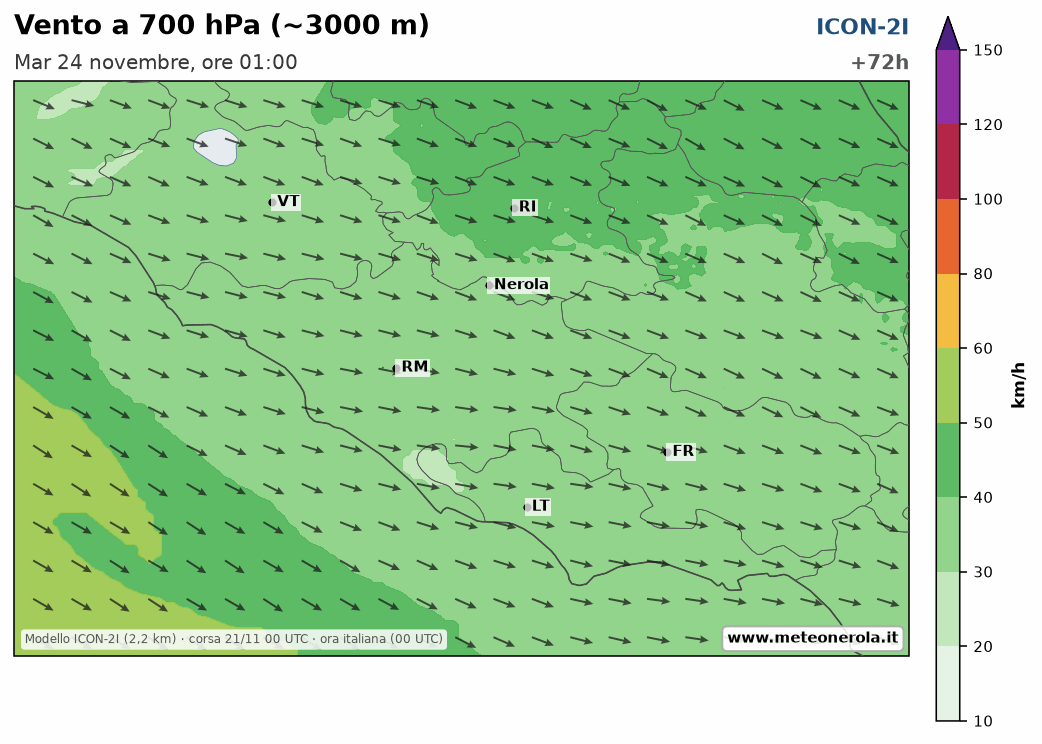 Vento a 700 hPa (~3000 m)
ICON-2I
Mar 24 novembre, ore 01:00
+72h
150
120
100
80
60
50
40
30
20
10
km/h
VT
RI
Nerola
RM
FR
LT
Modello ICON-2I (2,2 km) · corsa 21/11 00 UTC · ora italiana (00 UTC)
www.meteonerola.it